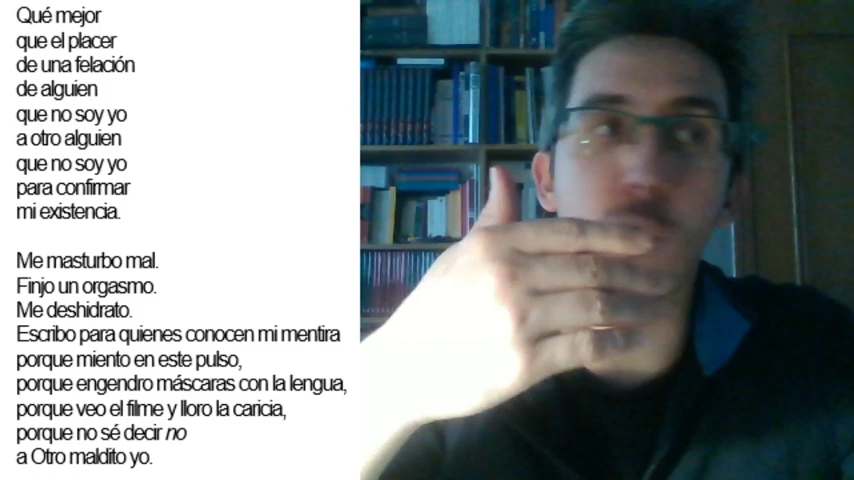 Qué mejor
que el placer
de una felación
de alguien
que no soy yo
a otro alguien
que no soy yo
para confirmar
mi existencia.
Me masturbo mal.
Finjo un orgasmo.
Me deshidrato.
Escribo para quienes conocen mi mentira
porque miento en este pulso,
porque engendro máscaras con la lengua,
porque veo el filme y lloro la caricia,
porque no sé decir no
a Otro maldito yo.